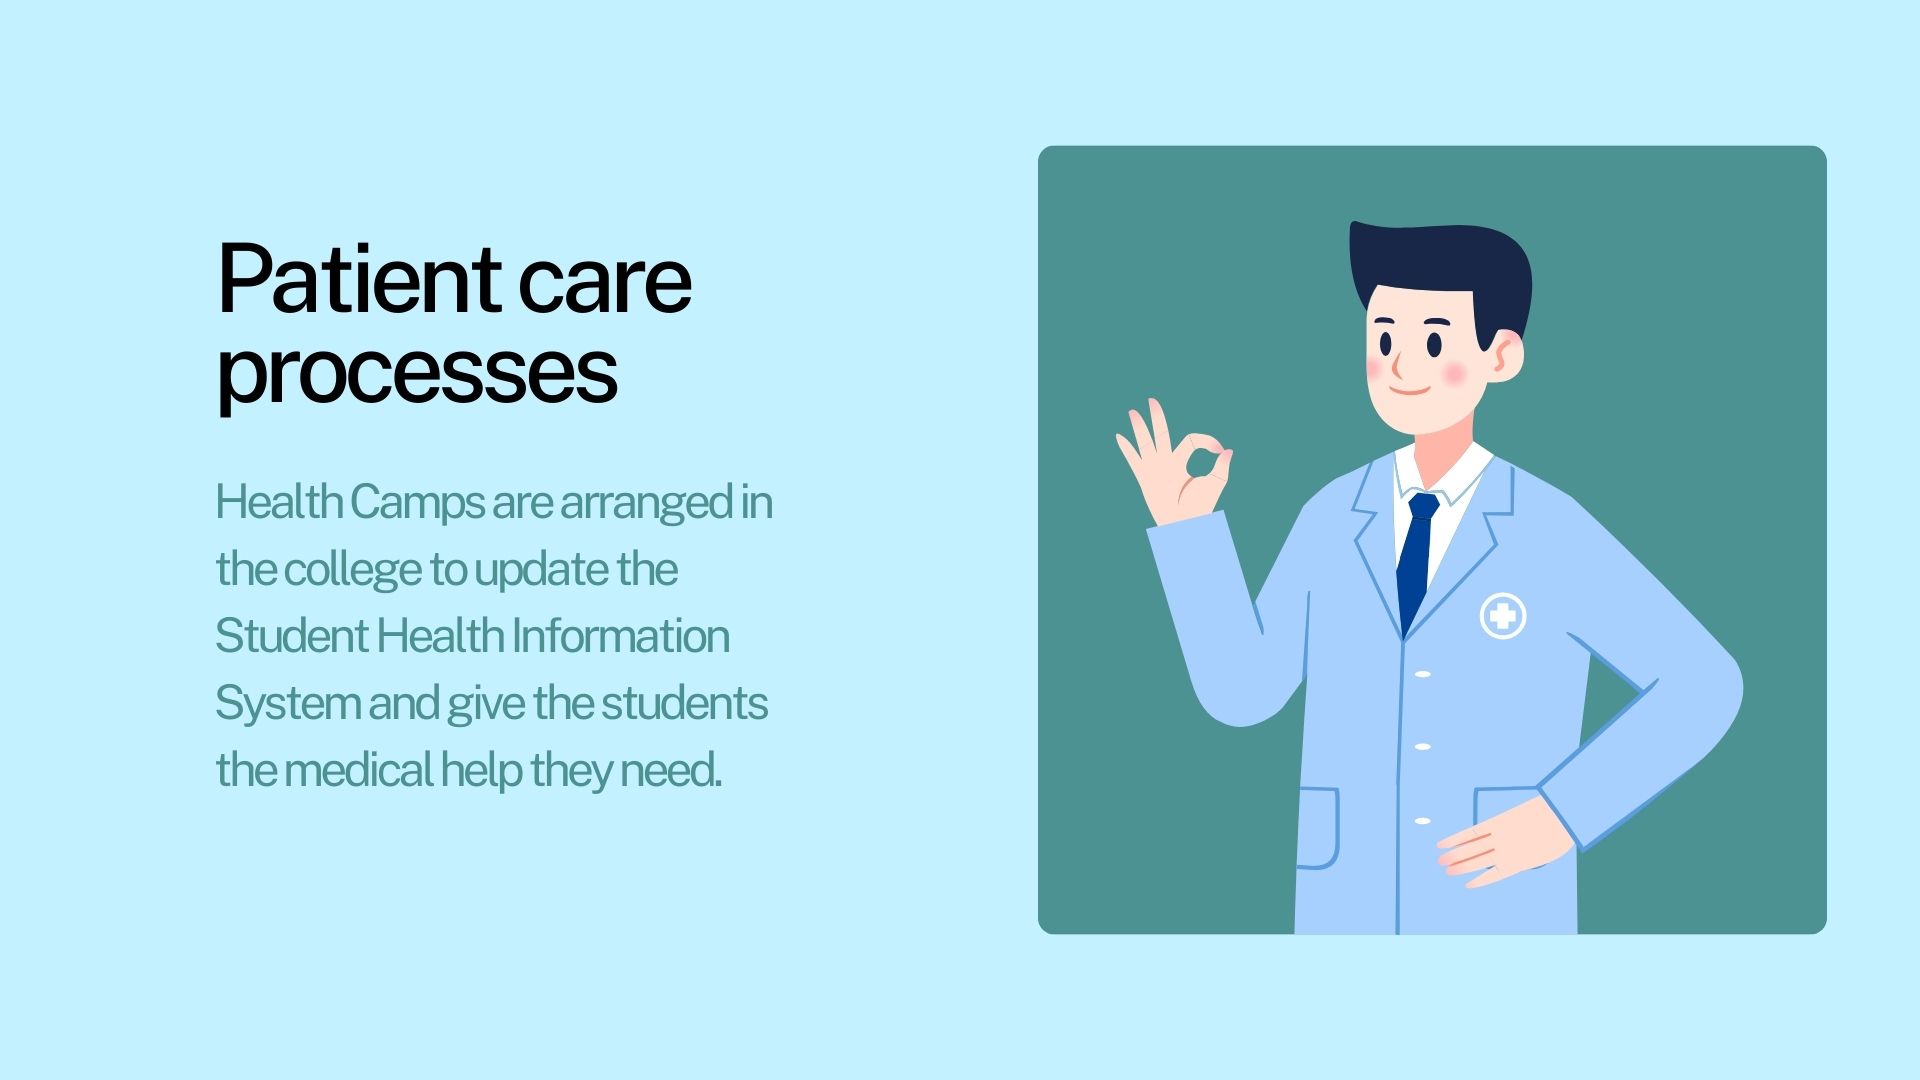 Patient care
processes
Health Camps are arranged in
the college to update the
Student Health Information
System and give the students
the medical help they need.